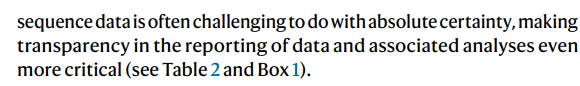 sequence data is often challenging to do with absolute certainty, making
transparency in the reporting of data and associated analyses even
more critical (see Table 2 and Box 1).